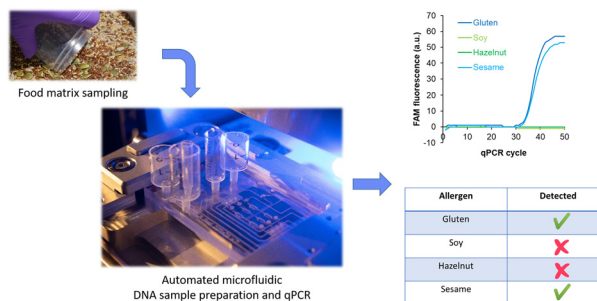 Food matrix sampling
Automated microfluidic
DNA sample preparation and qPCR
FAM fluorescence (a.u.)
70
60
50
40
30
20
10
0
-10
Gluten
Soy
Hazelnut
Sesame
0
10
20
30
40
50
qPCR cycle
Allergen Detected
Gluten
Soy
Hazelnut
Sesame